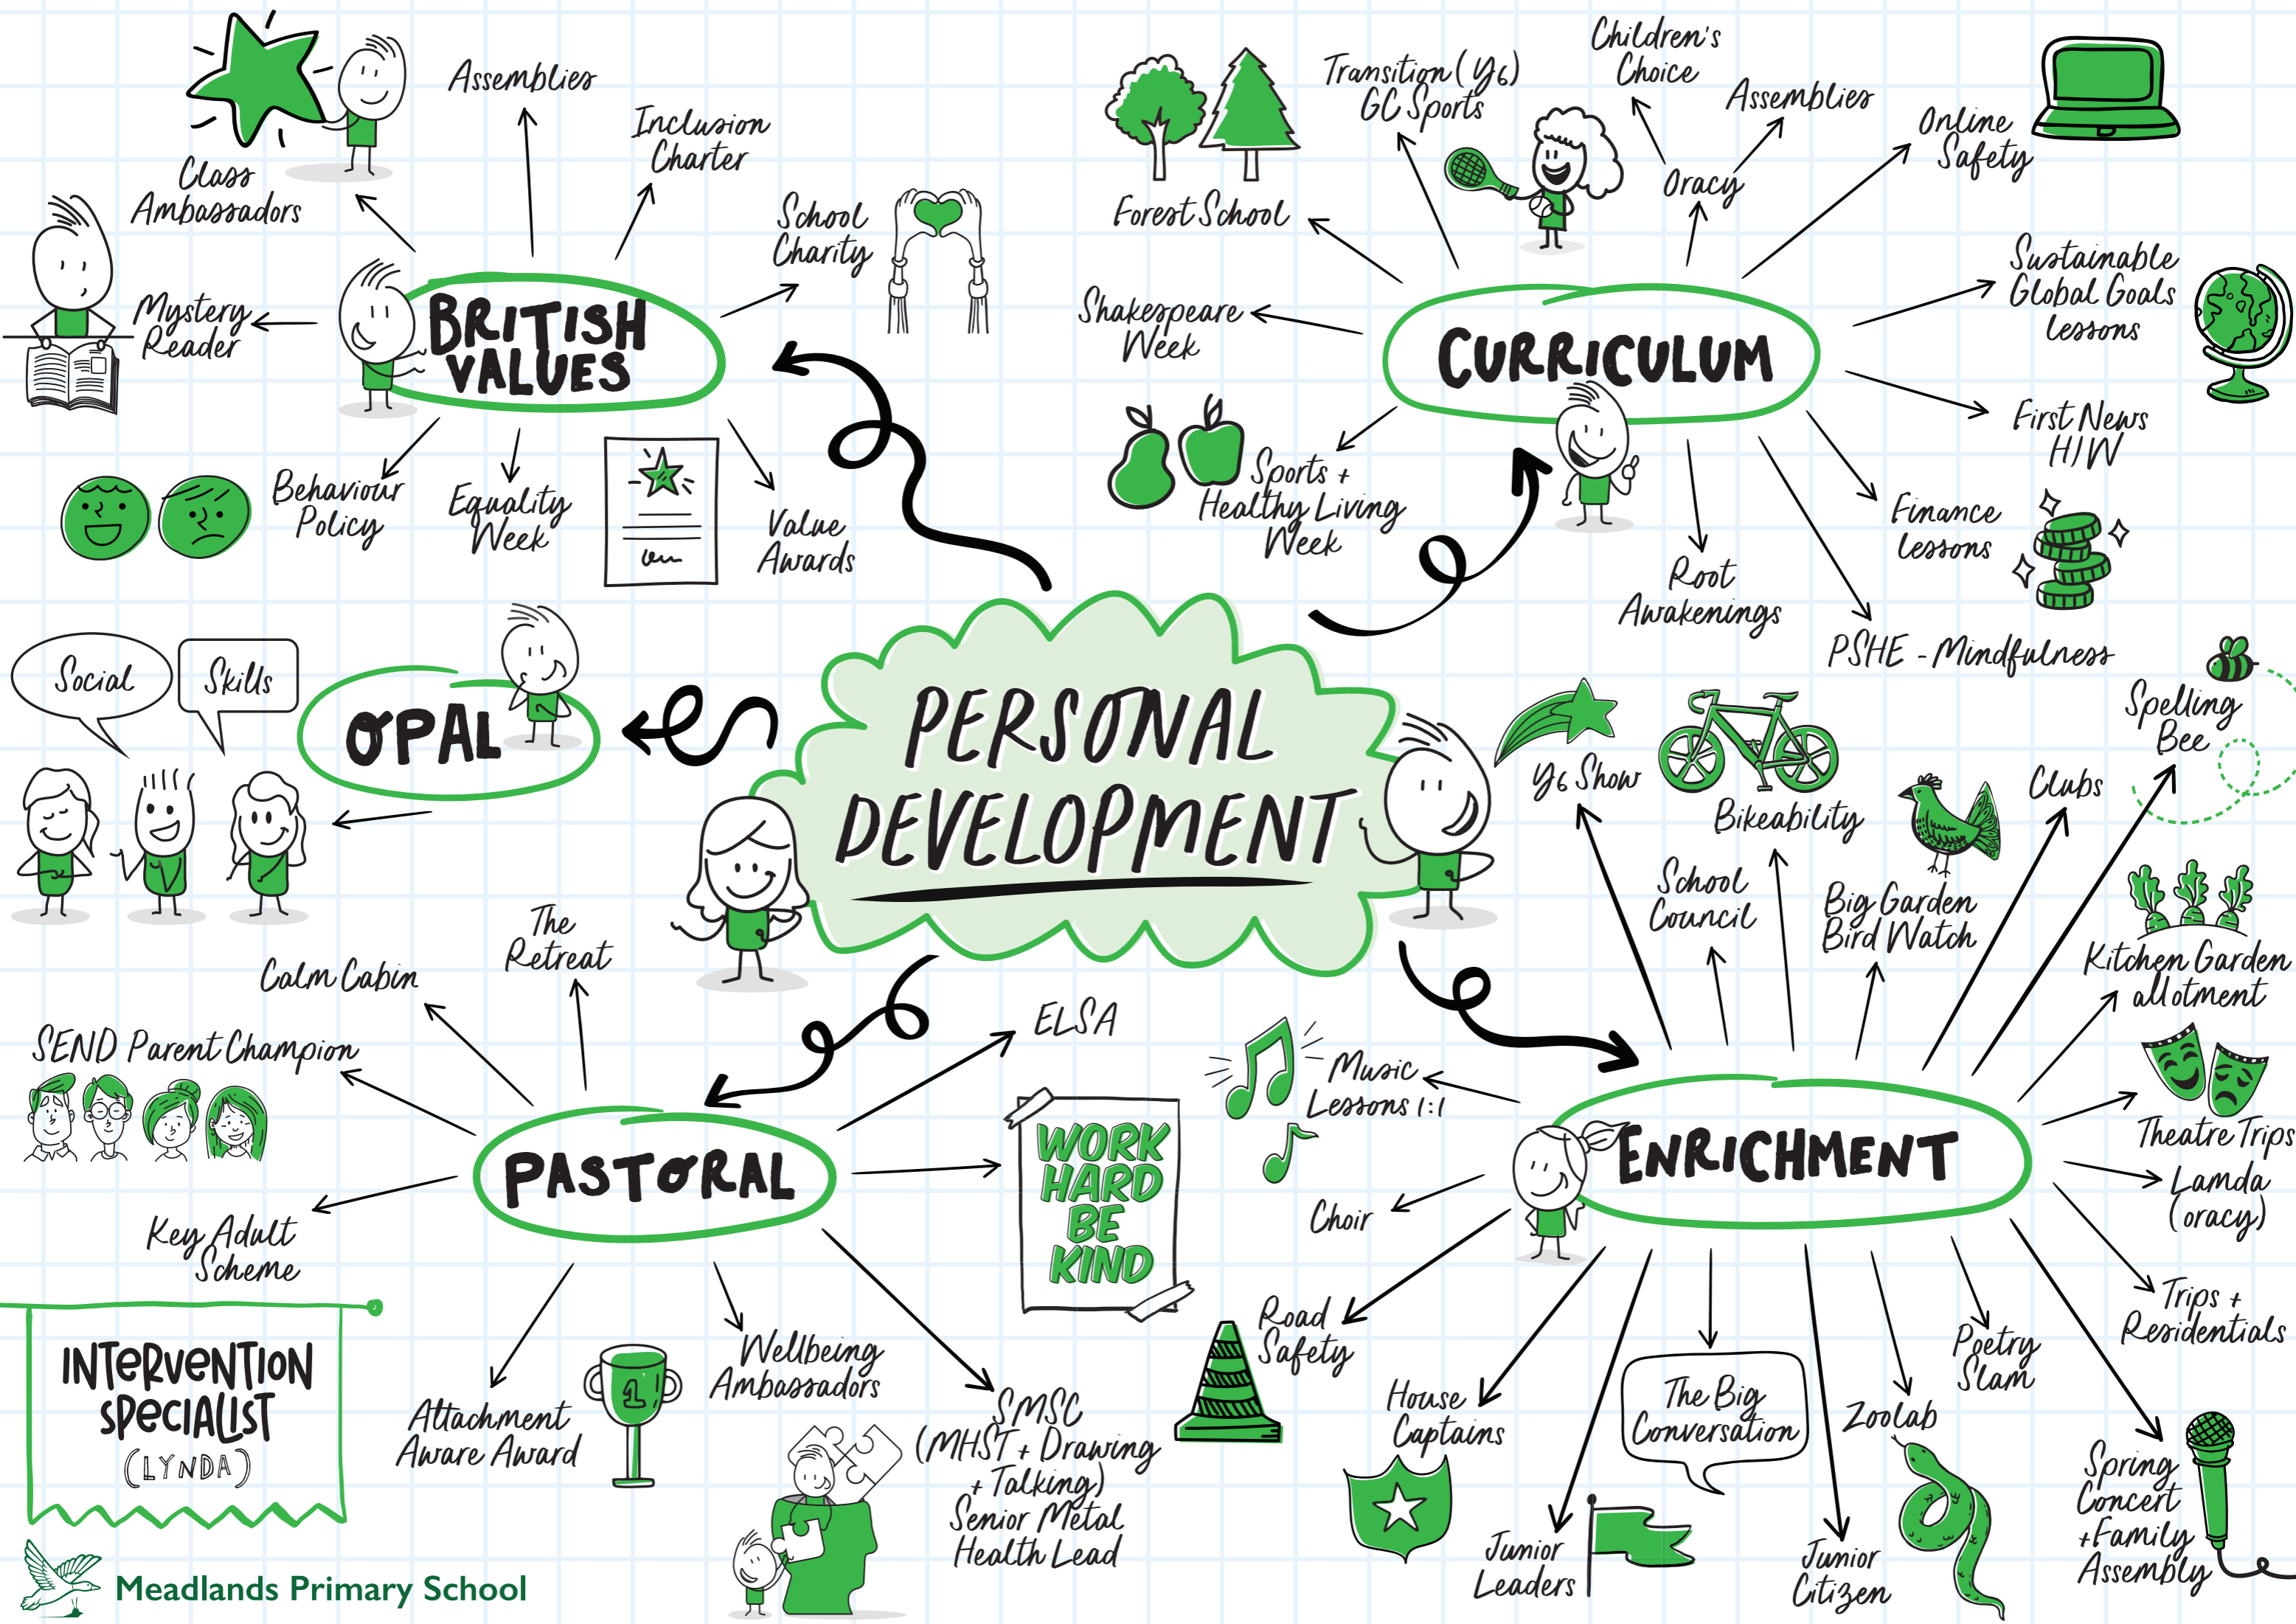 PERSONAL
DEVELOPMENT
BRITISH
VALUES
Class
Ambassadors
Assemblies
Inclusion
Charter
School
Charity
Mystery
Reader
Behaviour
Policy
Equality
Week
Value
Awards
CURRICULUM
Forest School
Transition (Y6)
GC Sports
Children's
Choice
Assemblies
Oracy
Online
Safety
Sustainable
Global Goals
Lessons
First News
H/W
Finance
Lessons
PSHE - Mindfulness
Root
Awakenings
Sports +
Healthy Living
Week
Shakespeare
Week
OPAL
Social
Skills
PASTORAL
The
Retreat
Calm Cabin
SEND Parent Champion
Key Adult
Scheme
Attachment
Aware Award
1
Wellbeing
Ambassadors
SMSC
(MHST + Drawing
+ Talking)
Senior Metal
Health Lead
WORK
HARD
BE
KIND
ELSA
ENRICHMENT
Y6 Show
Bikeability
School
Council
Big Garden
Bird Watch
Clubs
Spelling
Bee
Kitchen Garden
allotment
Theatre Trips
Lamda
(oracy)
Trips +
Residentials
Spring
Concert
+Family
Assembly
Poetry
Slam
Zoolab
Junior
Citizen
The Big
Conversation
Junior
Leaders
House
Captains
Road
Safety
Choir
Music
Lessons 1:1
INTERVENTION
SPECIALIST
(LYNDA)
Meadlands Primary School